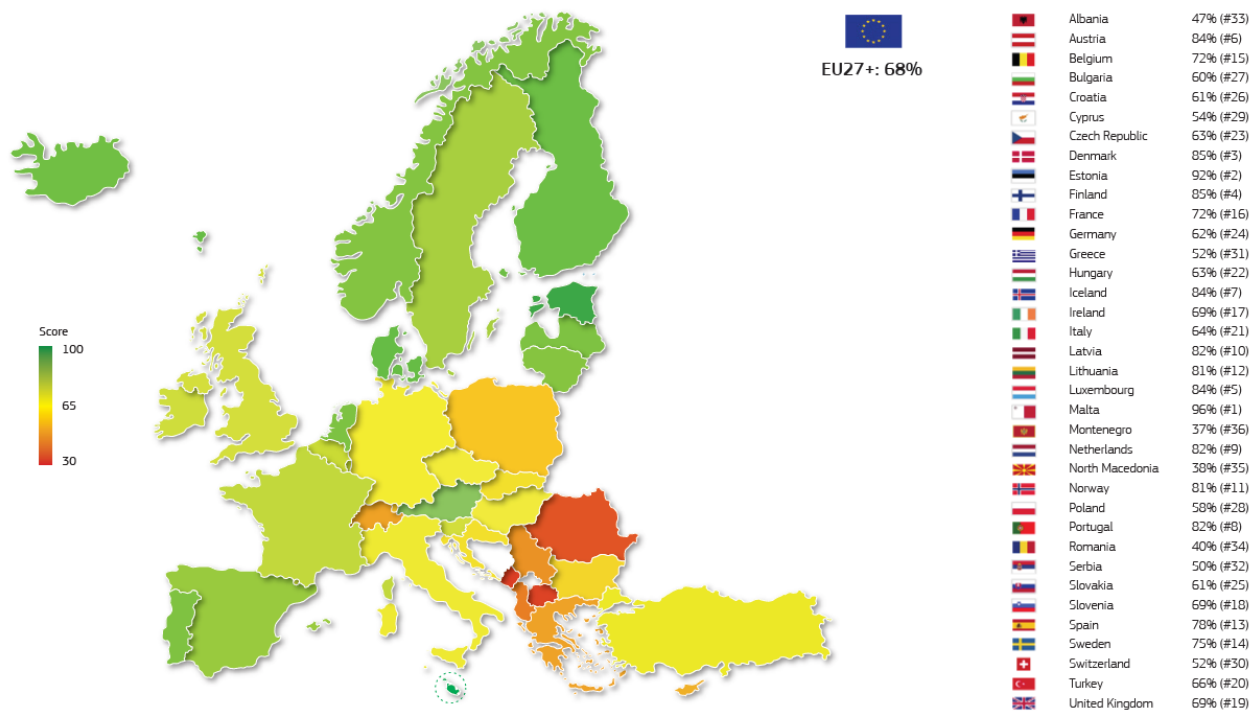 EU27+: 68%
Score
100
65
30
Albania 47% (#33)
Austria 84% (#6)
Belgium 72% (#15)
Bulgaria 60% (#27)
Croatia 61% (#26)
Cyprus 54% (#29)
Czech Republic 63% (#23)
Denmark 85% (#3)
Estonia 92% (#2)
Finland 85% (#4)
France 72% (#16)
Germany 62% (#24)
Greece 52% (#31)
Hungary 63% (#22)
Iceland 84% (#7)
Ireland 69% (#17)
Italy 64% (#21)
Latvia 82% (#10)
Lithuania 81% (#12)
Luxembourg 84% (#5)
Malta 96% (#1)
Montenegro 37% (#36)
Netherlands 82% (#9)
North Macedonia 38% (#35)
Norway 81% (#11)
Poland 58% (#28)
Portugal 82% (#8)
Romania 40% (#34)
Serbia 50% (#32)
Slovakia 61% (#25)
Slovenia 69% (#18)
Spain 78% (#13)
Sweden 75% (#14)
Switzerland 52% (#30)
Turkey 66% (#20)
United Kingdom 69% (#19)